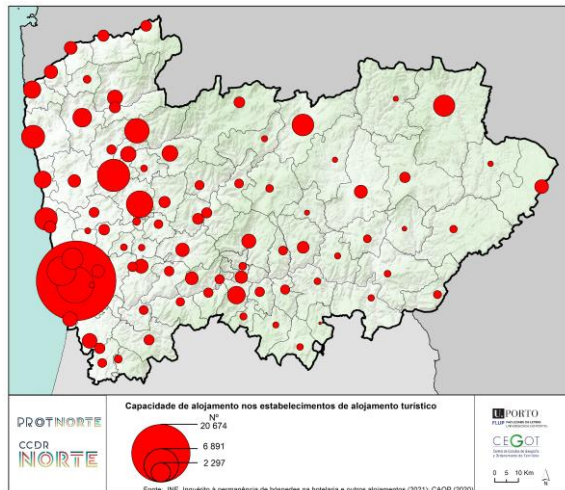 Capacidade de alojamento nos estabelecimentos de alojamento turístico
Nº
20 674
6 891
2 297
PROTNORTE
CCDR
NORTE
U.PORTO
FLUP
CEGOT
0 5 10 Km
N
Fonte: INE, Inquérito à permanência de hóspedes na hotelaria e outros alojamentos (2021); CAOP (2020)